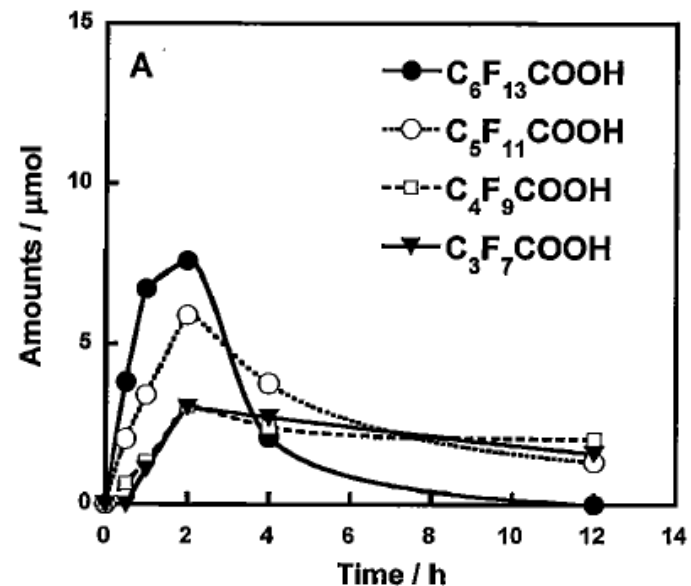 15
A
C6F13COOH
C5F11COOH
10
C4F9COOH
C3F7COOH
Amounts / μmol
5
0
0 2 4 6 8 10 12 14
Time / h